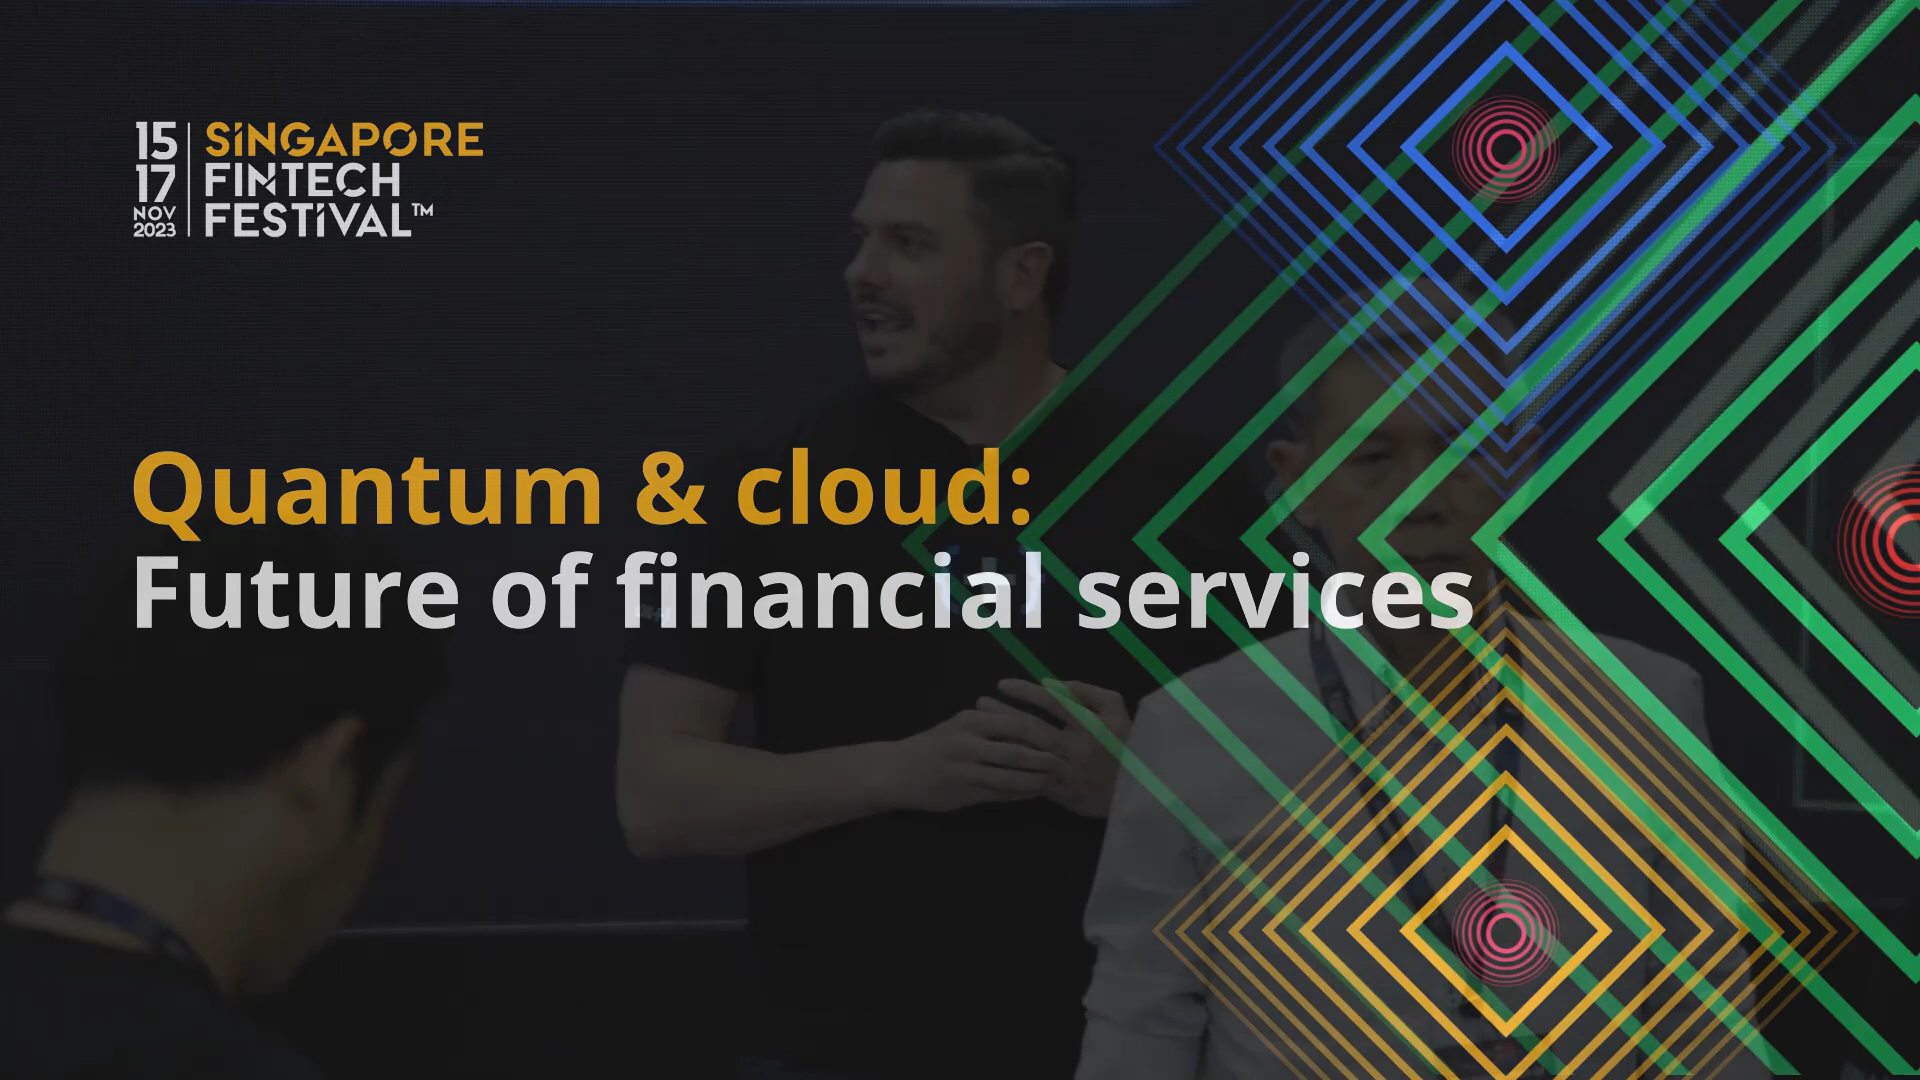 15
17
NOV
2023
SINGAPORE
FINTECH
FESTIVAL™
Quantum & cloud:
Future of financial services